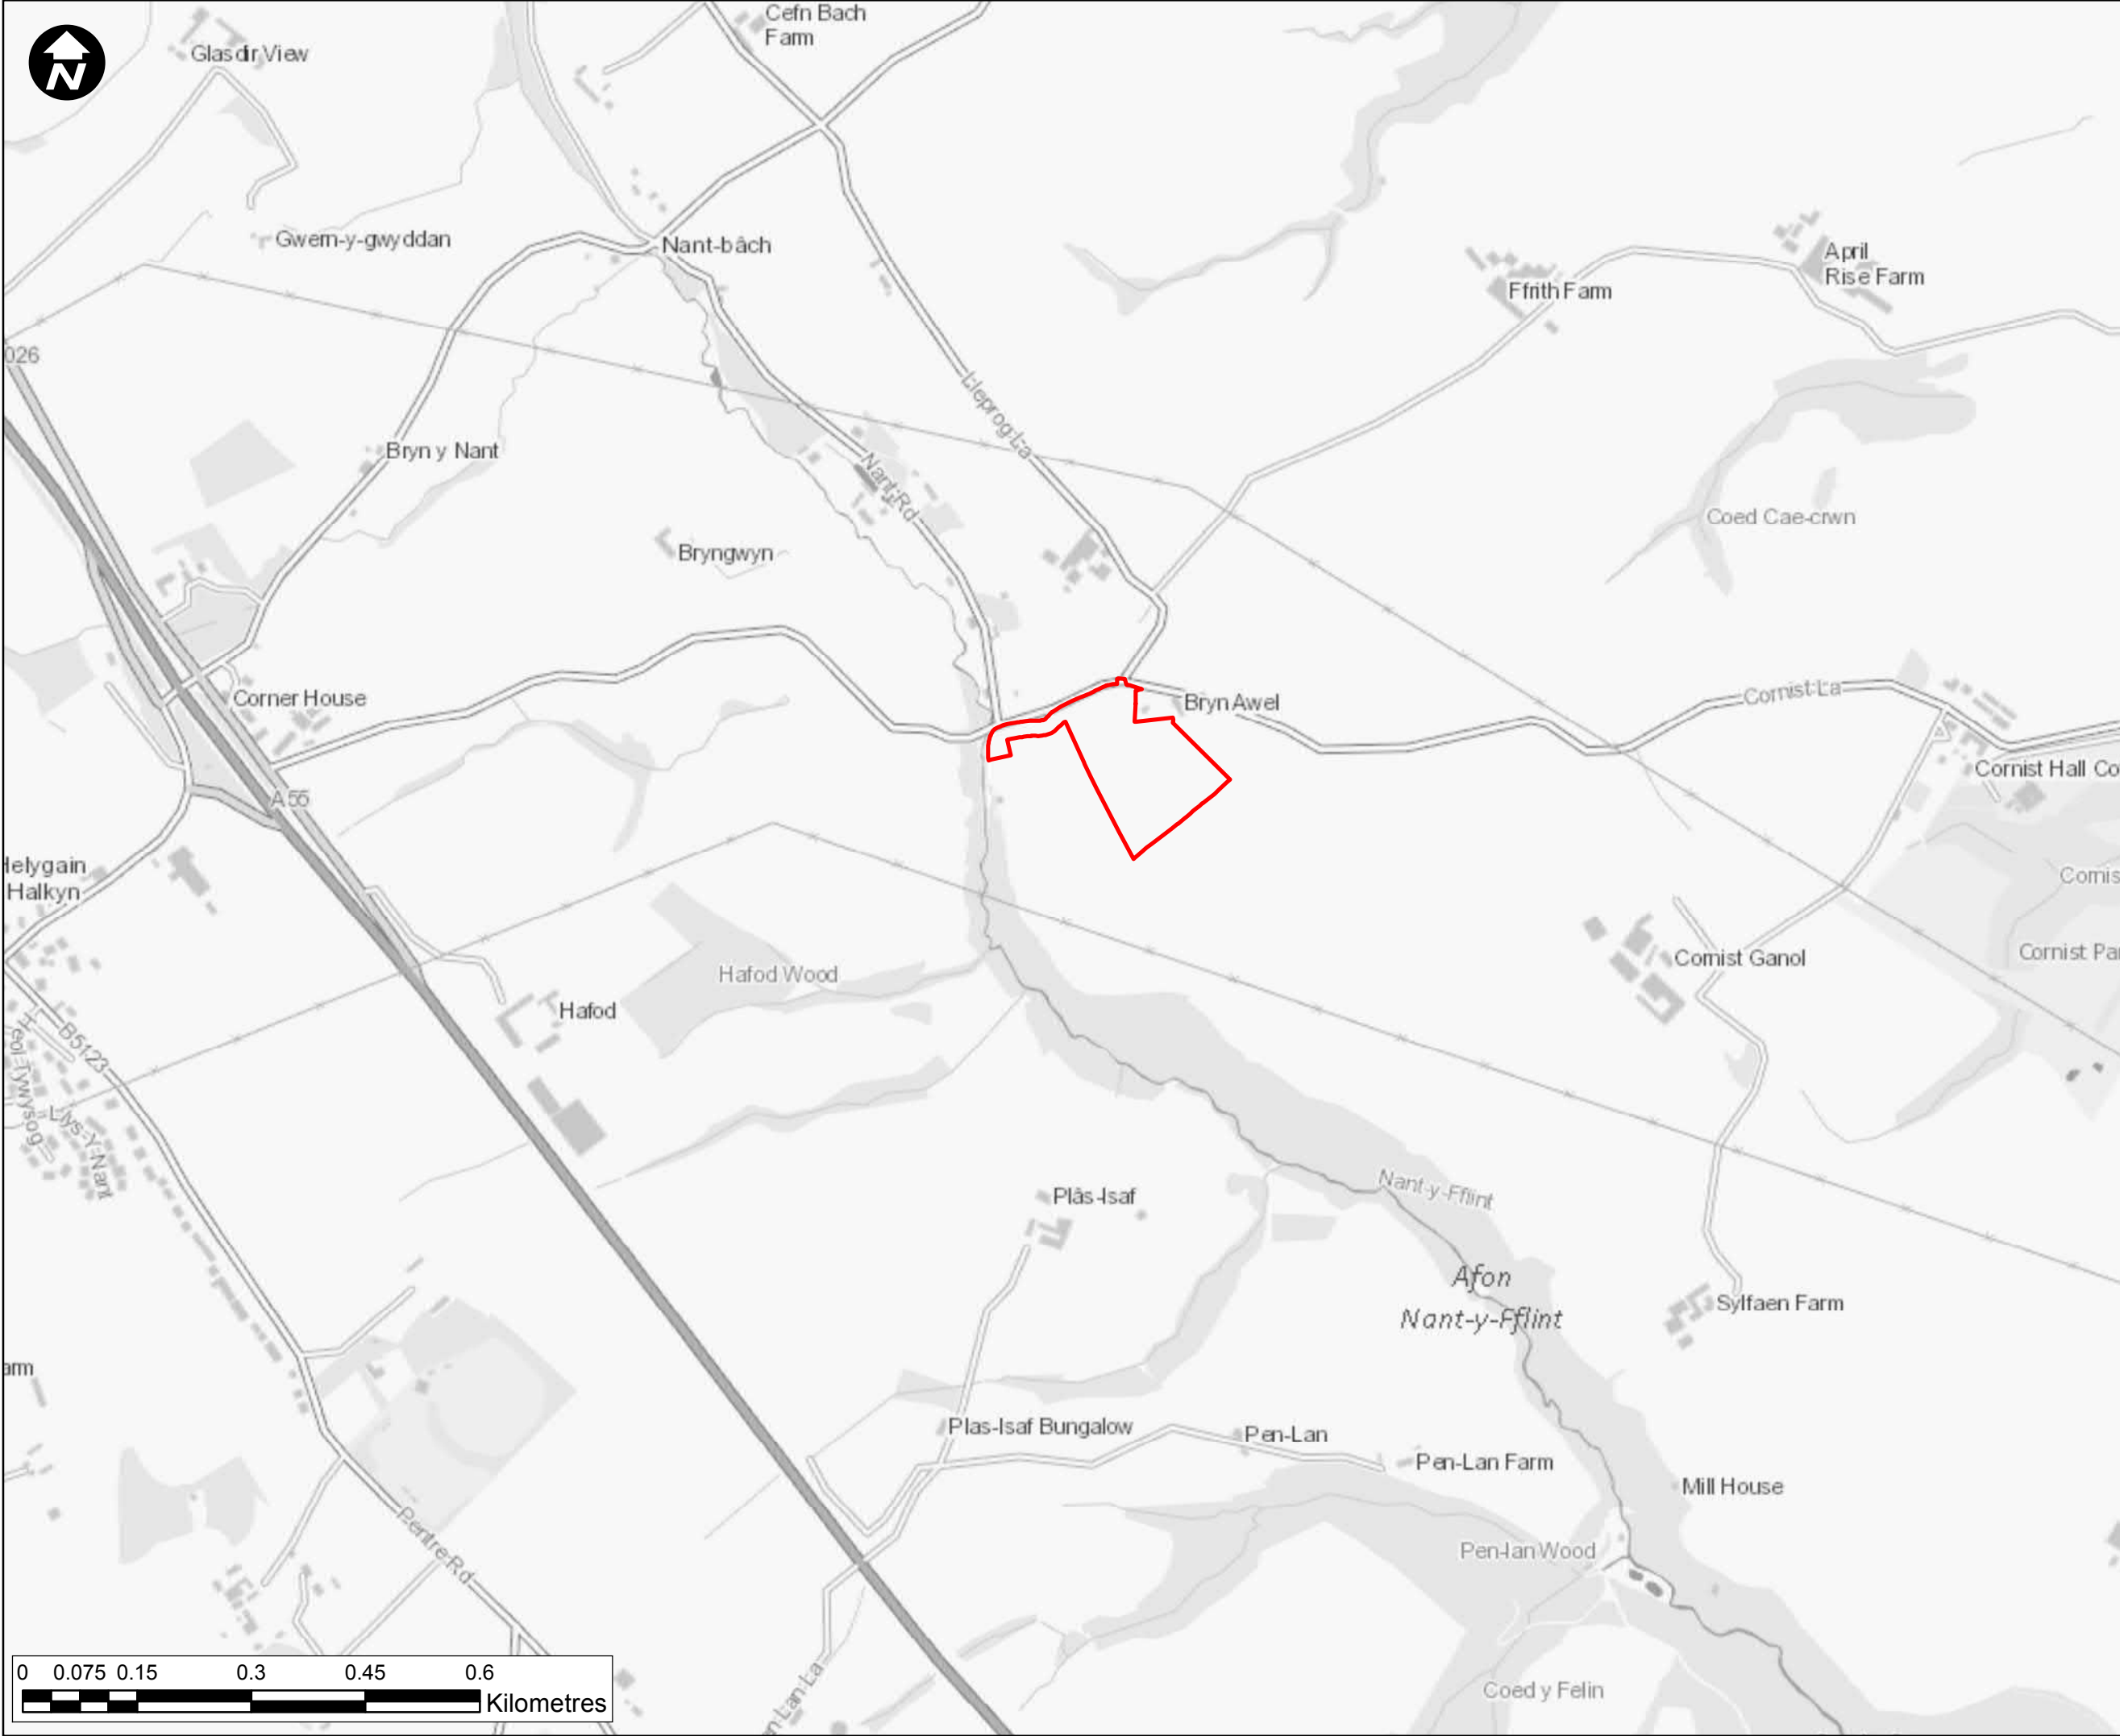 Cefn Bach
Farm
Glasdir View
N
Gwern-y-gwyddan
Nant-bâch
April
Rise Farm
Ffrith Farm
026
Lleprog La
Bryn y Nant
Nant Rd
Coed Cae-crwn
Bryngwyn
Corner House
Bryn Awel
Cornist La
Cornist Hall Co
A55
Helygain
Halkyn
Cornis
Cornist Par
Cornist Ganol
Hafod Wood
Hafod
B5123
Heol Tywysog
Llys-Y-Nant
Plâs-Isaf
Nant-y-Fflint
Afon
Nant-y-Fflint
Sylfaen Farm
arm
Plas-Isaf Bungalow
Pen-Lan
Pen-Lan Farm
Mill House
Pentre Rd
Pen-lan Wood
n-Lan La
Coed y Felin
0 0.075 0.15 0.3 0.45 0.6
Kilometres